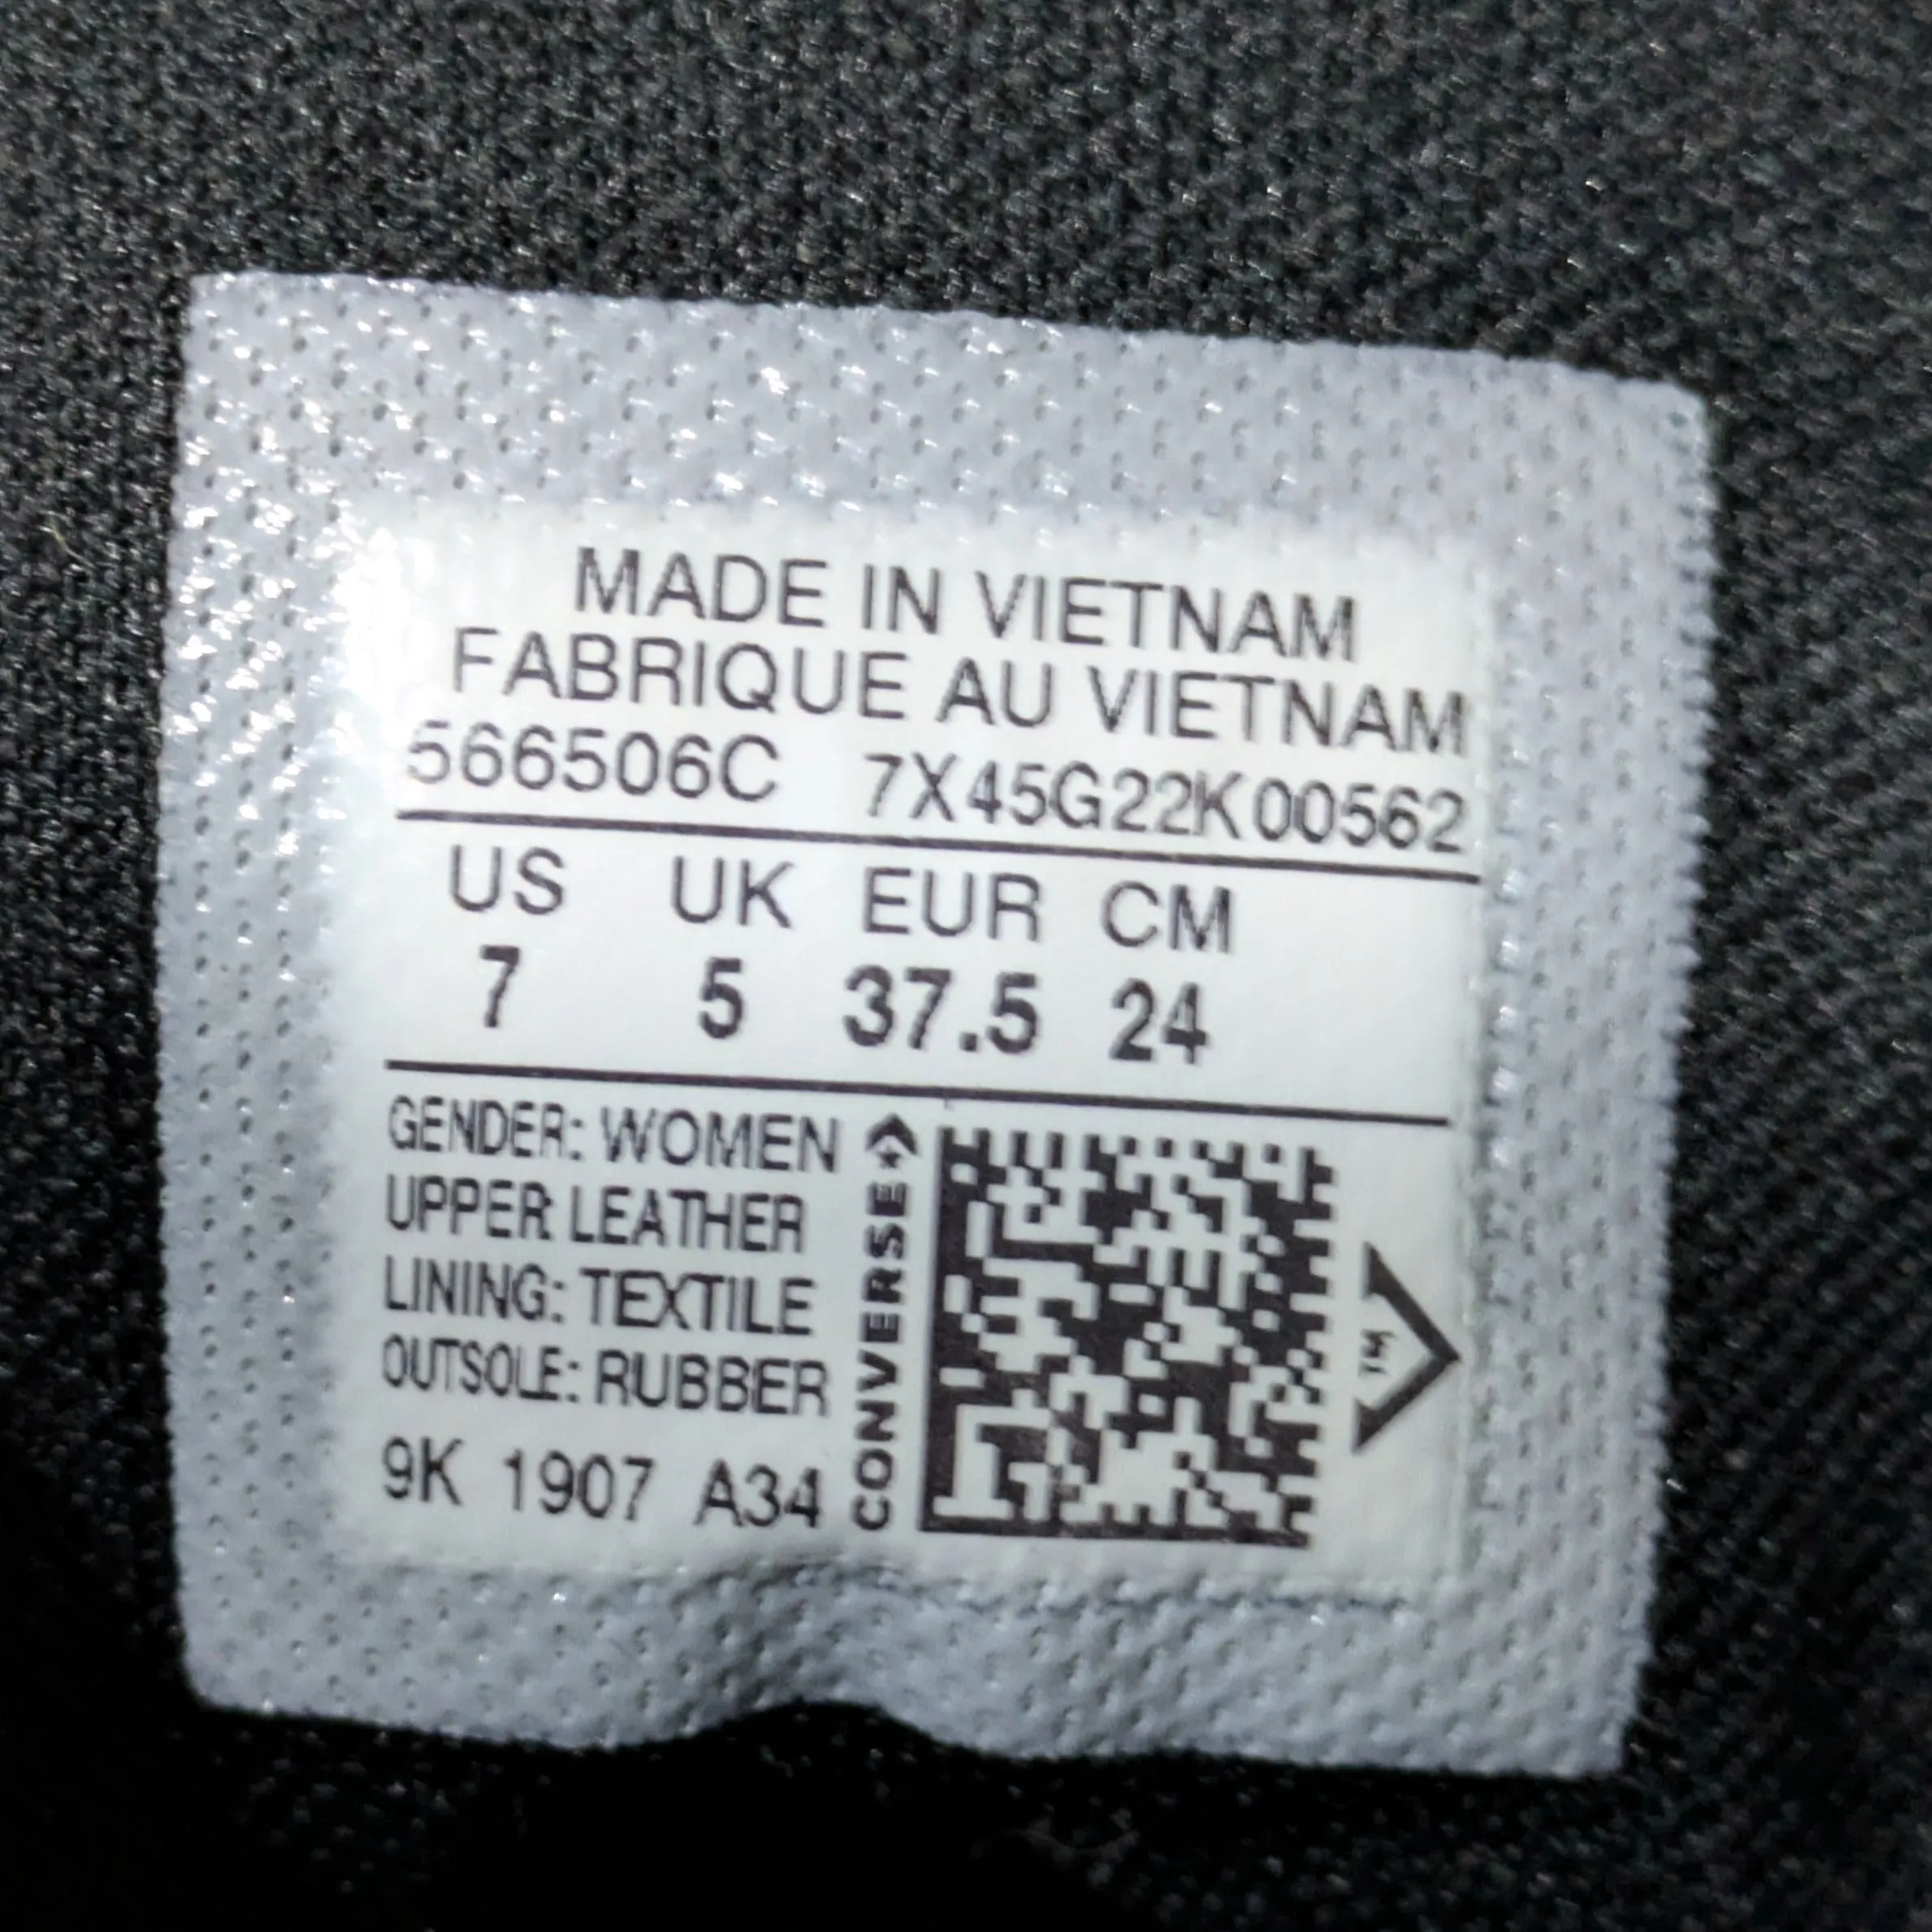 MADE IN VIETNAM
FABRIQUE AU VIETNAM
566506C 7X45G22K00562
US UK EUR CM
7 5 37.5 24
GENDER: WOMEN
UPPER LEATHER
LINING: TEXTILE
OUTSOLE: RUBBER
9K 1907 A34
CONVERSE
TM